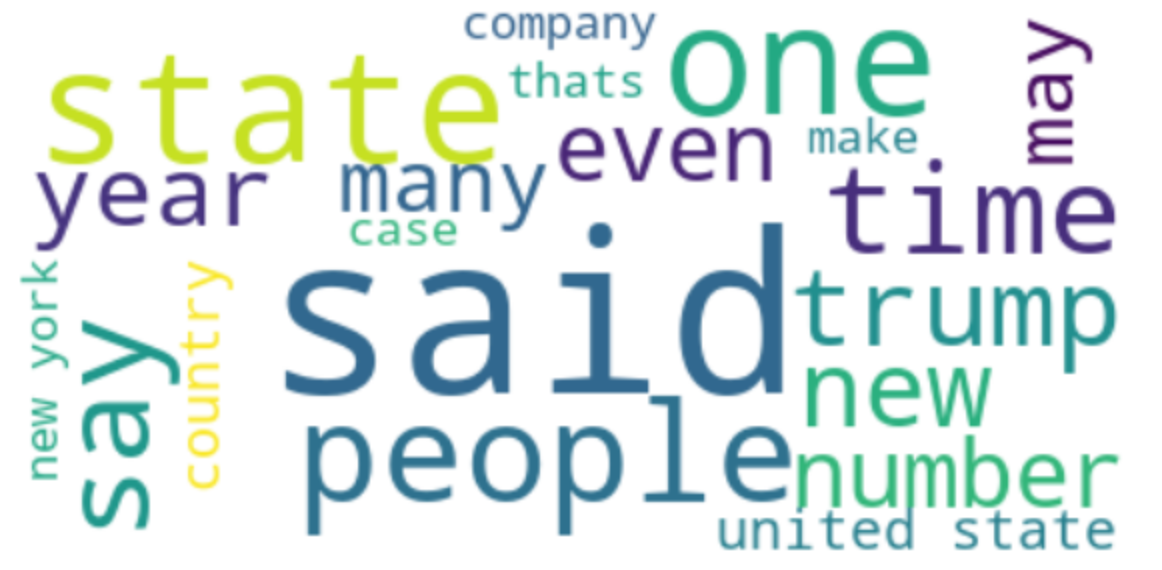 company
one
may
state
thats
even
make
year
many
time
case
said
trump
new york
say
country
new
people
number
united state